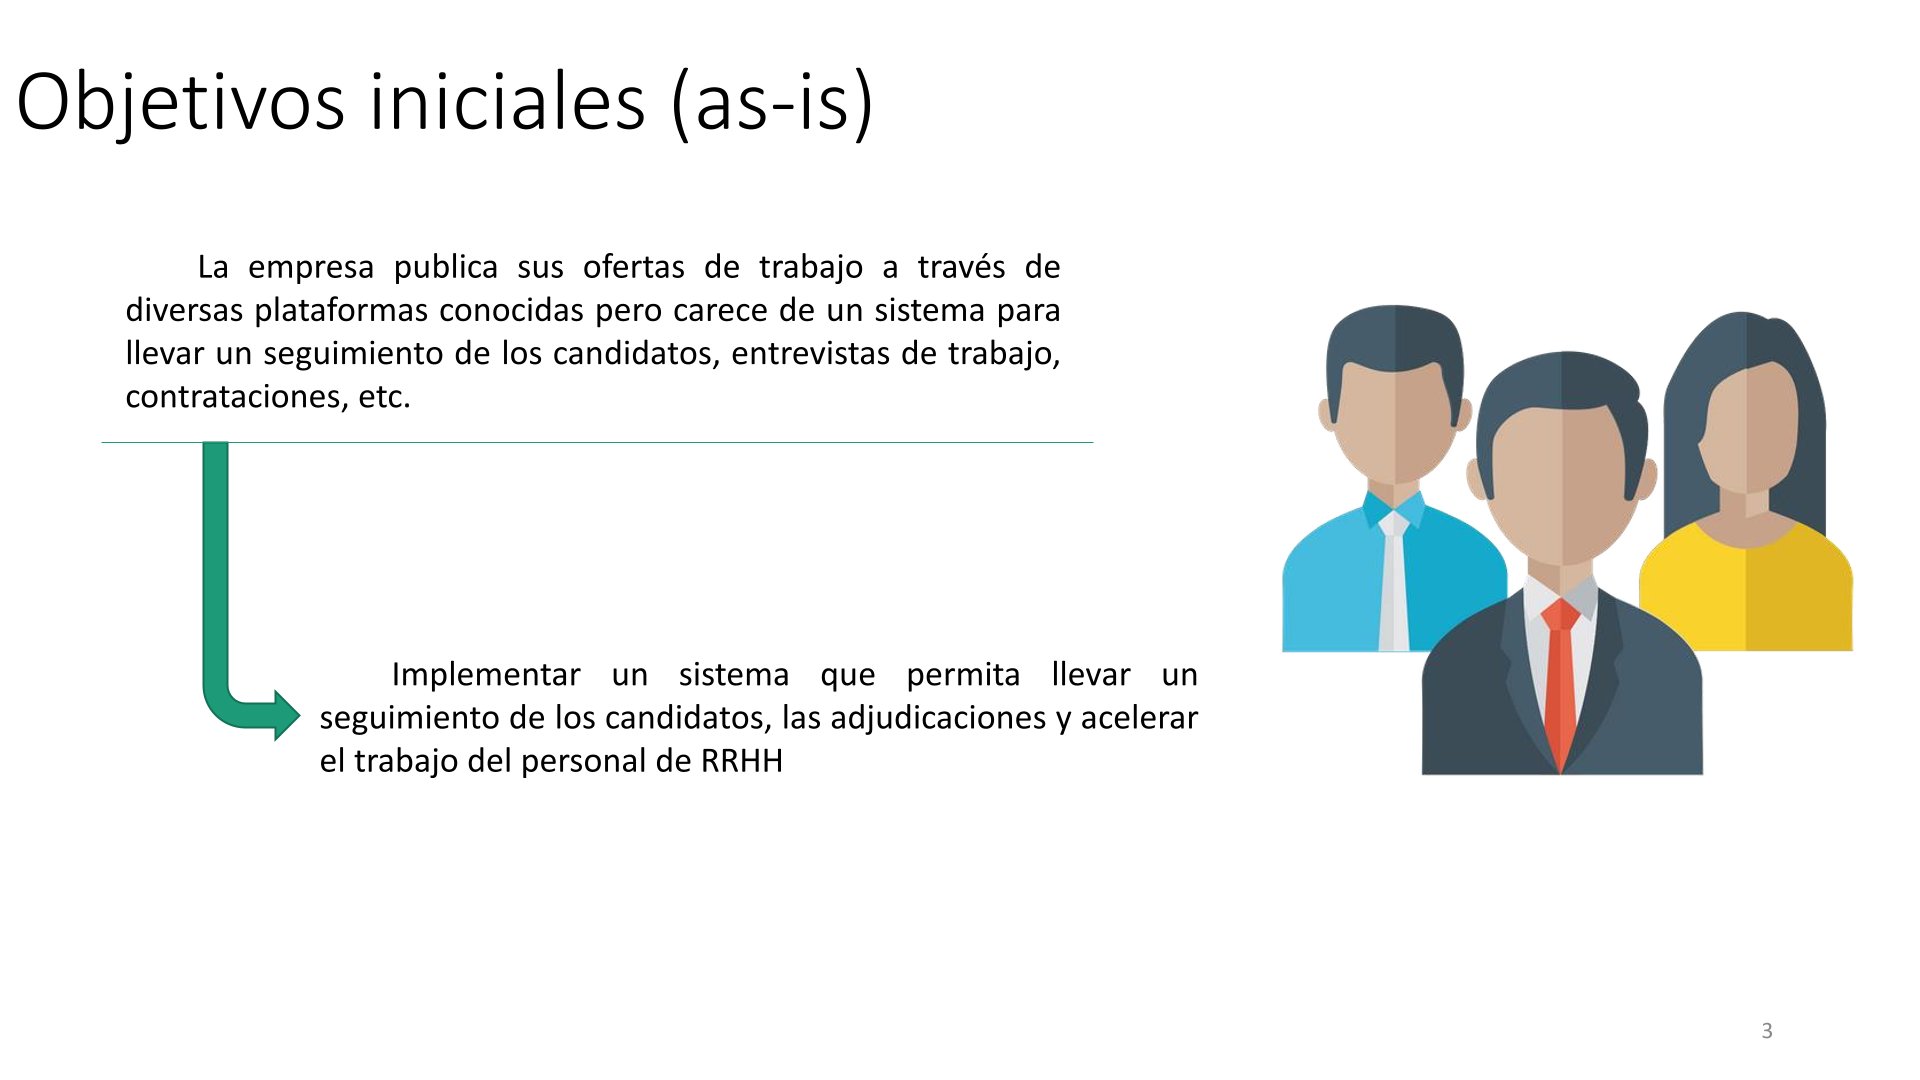 Objetivos iniciales (as-is)
La empresa publica sus ofertas de trabajo a través de
diversas plataformas conocidas pero carece de un sistema para
llevar un seguimiento de los candidatos, entrevistas de trabajo,
contrataciones, etc.
Implementar un sistema que permita llevar un
seguimiento de los candidatos, las adjudicaciones y acelerar
el trabajo del personal de RRHH
3